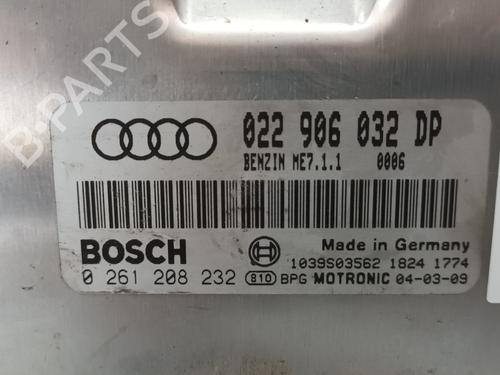 B-PARTS
022 906 032 DP
BENZIN ME7.1.1 0006
BOSCH
Made in Germany
1039S03562 1824 1774
0 261 208 232 810 BPG MOTRONIC 04-03-09